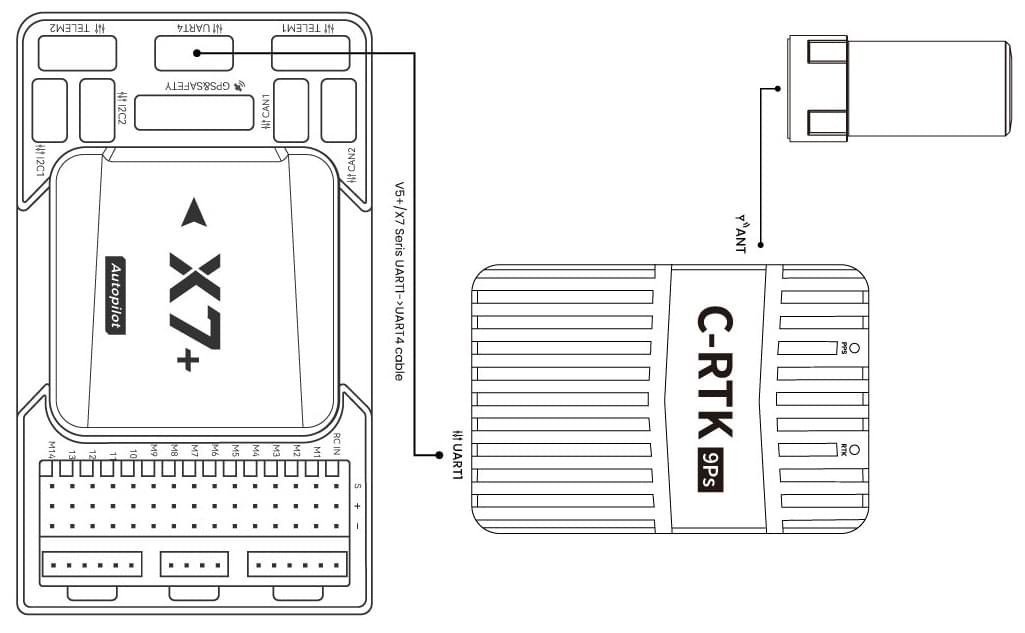 TELEM2
UART4
TELEM1
GPS&SAFETY
I2C2
CAN1
I2C1
CAN2
X7+
Autopilot
V5+/X7 Seris UART1->UART4 cable
ANT
C-RTK
9Ps
PPS
RTK
UART1
M14
13
12
11
10
M9
M8
M7
M6
M5
M4
M3
M2
M1
RC IN
S
+
−